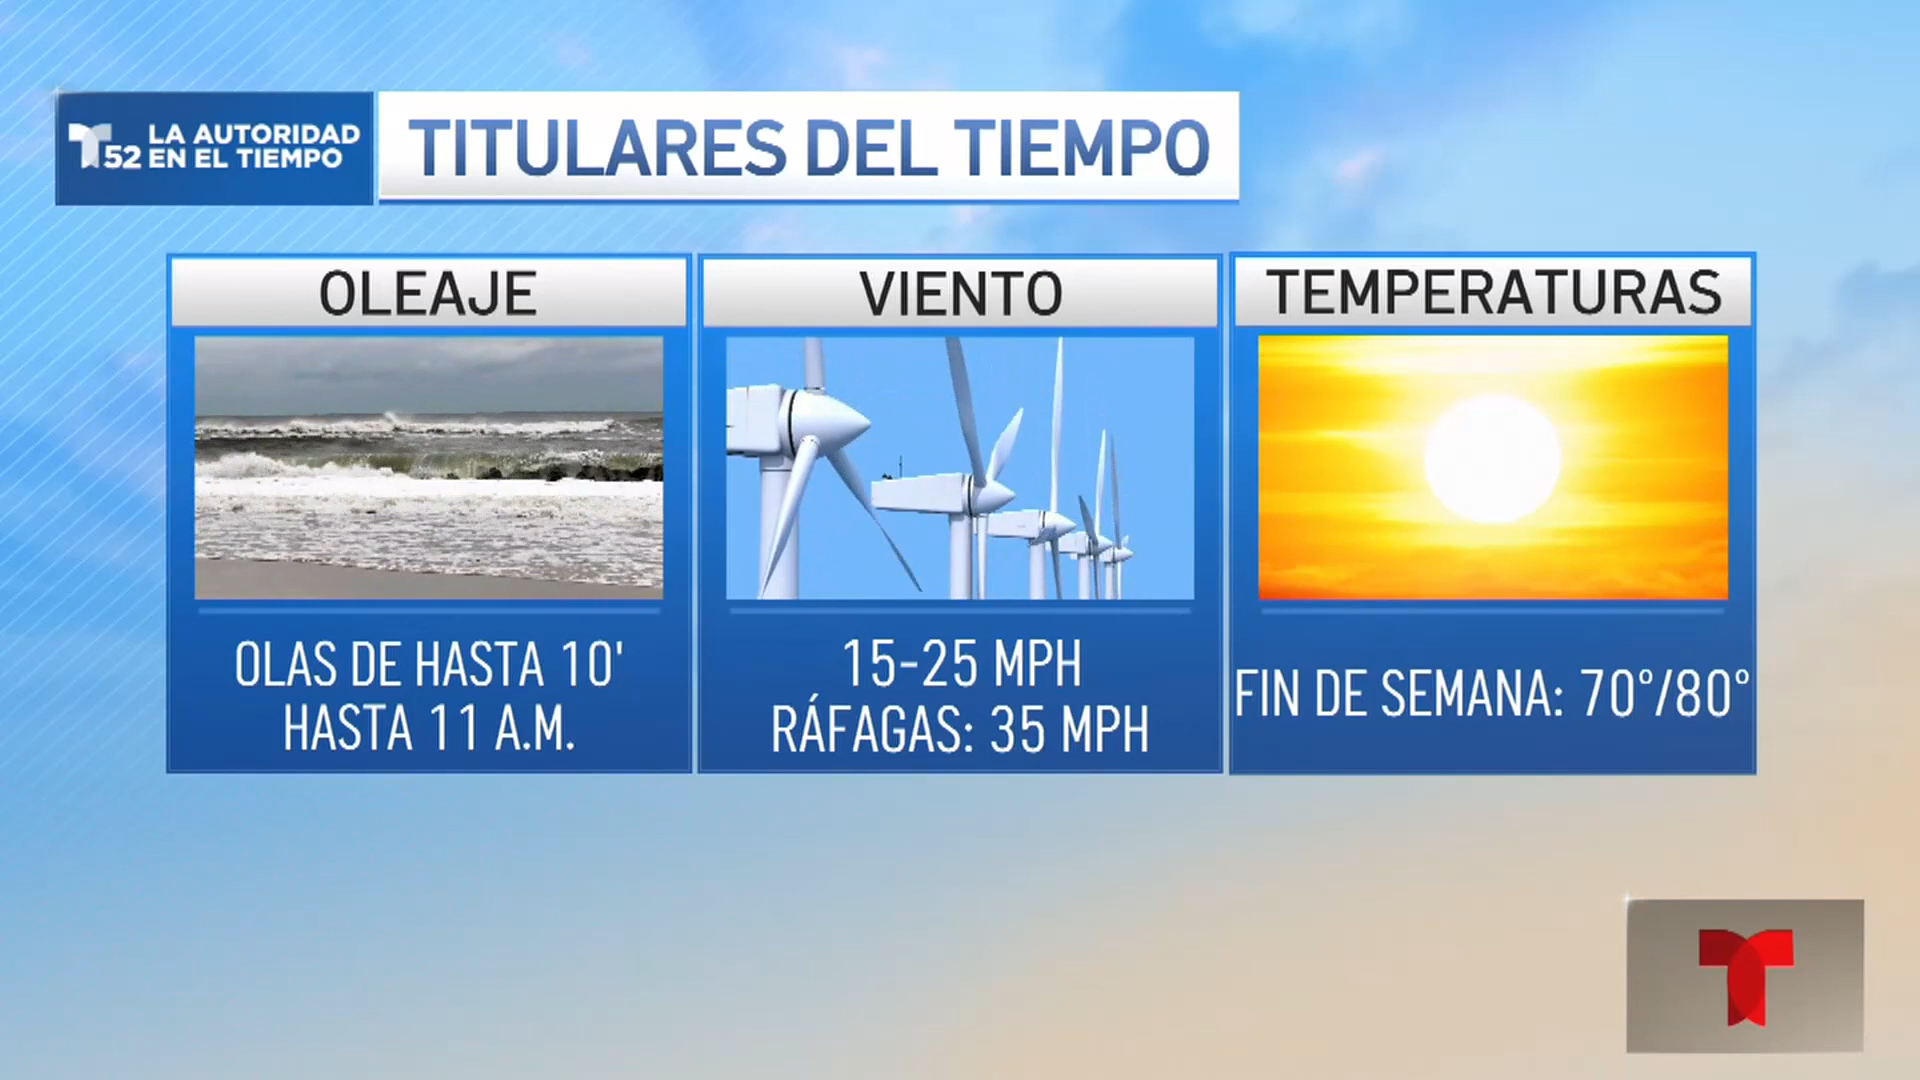 LA AUTORIDAD
52 EN EL TIEMPO
TITULARES DEL TIEMPO
OLEAJE
OLAS DE HASTA 10'
HASTA 11 A.M.
VIENTO
15-25 MPH
RÁFAGAS: 35 MPH
TEMPERATURAS
FIN DE SEMANA: 70°/80°